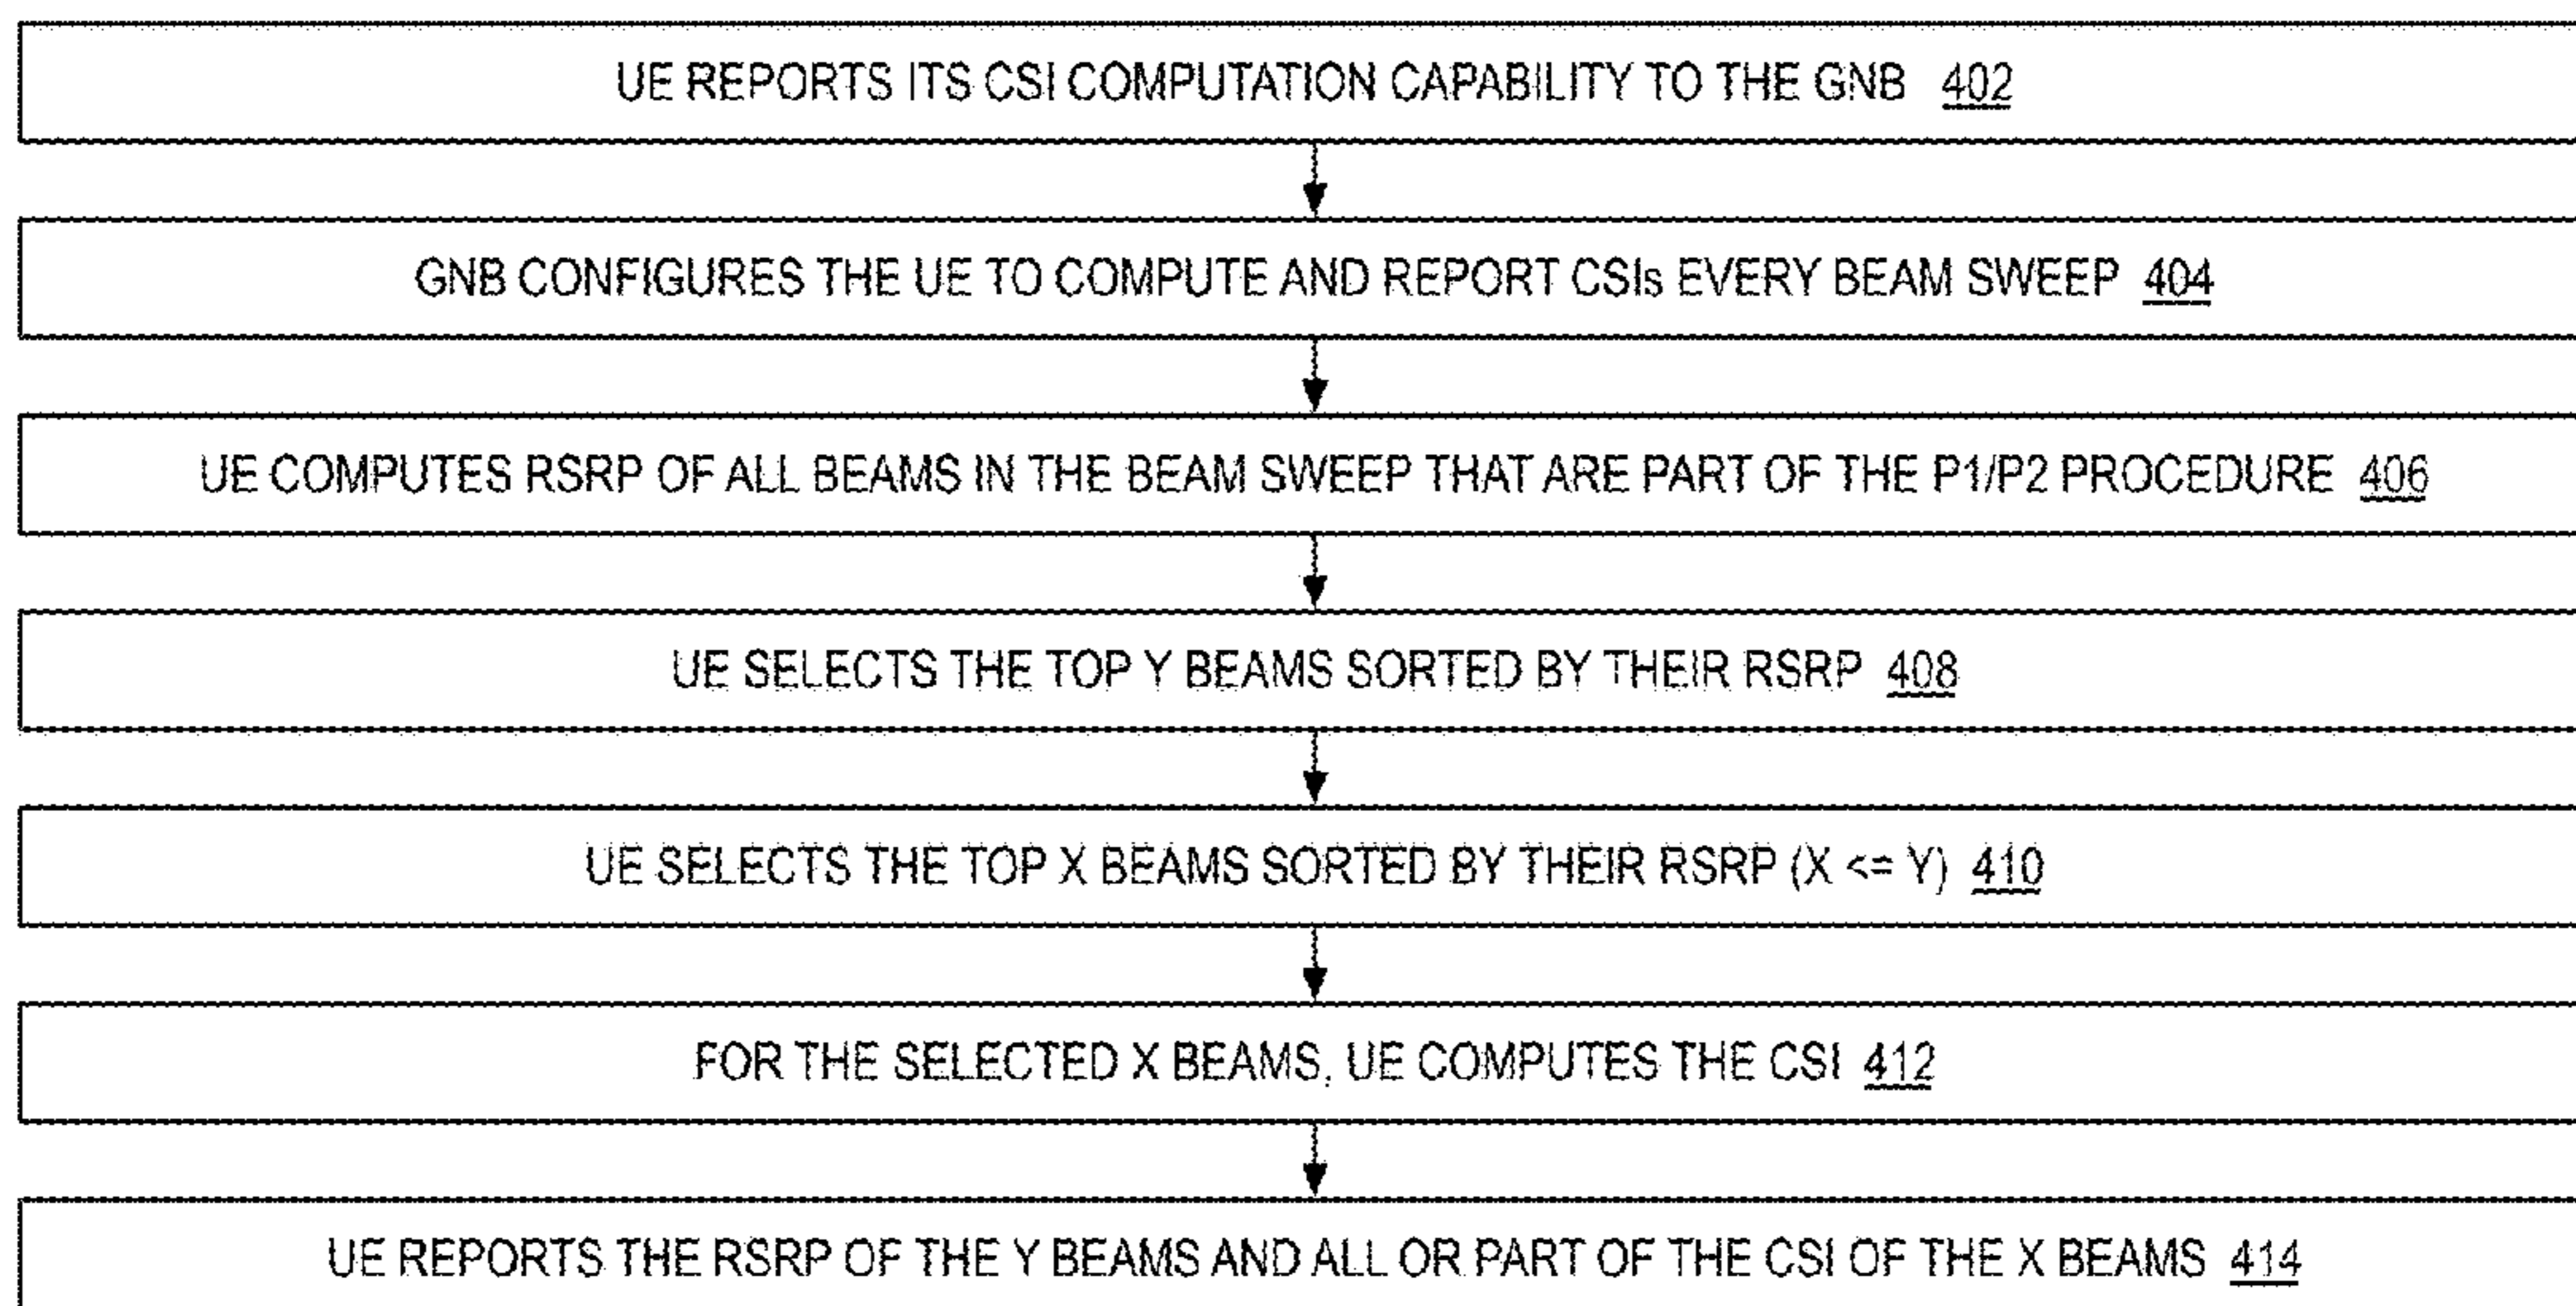 UE REPORTS ITS CSI COMPUTATION CAPABILITY TO THE GNB 402
GNB CONFIGURES THE UE TO COMPUTE AND REPORT CSIs EVERY BEAM SWEEP 404
UE COMPUTES RSRP OF ALL BEAMS IN THE BEAM SWEEP THAT ARE PART OF THE P1/P2 PROCEDURE 406
UE SELECTS THE TOP Y BEAMS SORTED BY THEIR RSRP 408
UE SELECTS THE TOP X BEAMS SORTED BY THEIR RSRP (X <= Y) 410
FOR THE SELECTED X BEAMS, UE COMPUTES THE CSI 412
UE REPORTS THE RSRP OF THE Y BEAMS AND ALL OR PART OF THE CSI OF THE X BEAMS 414